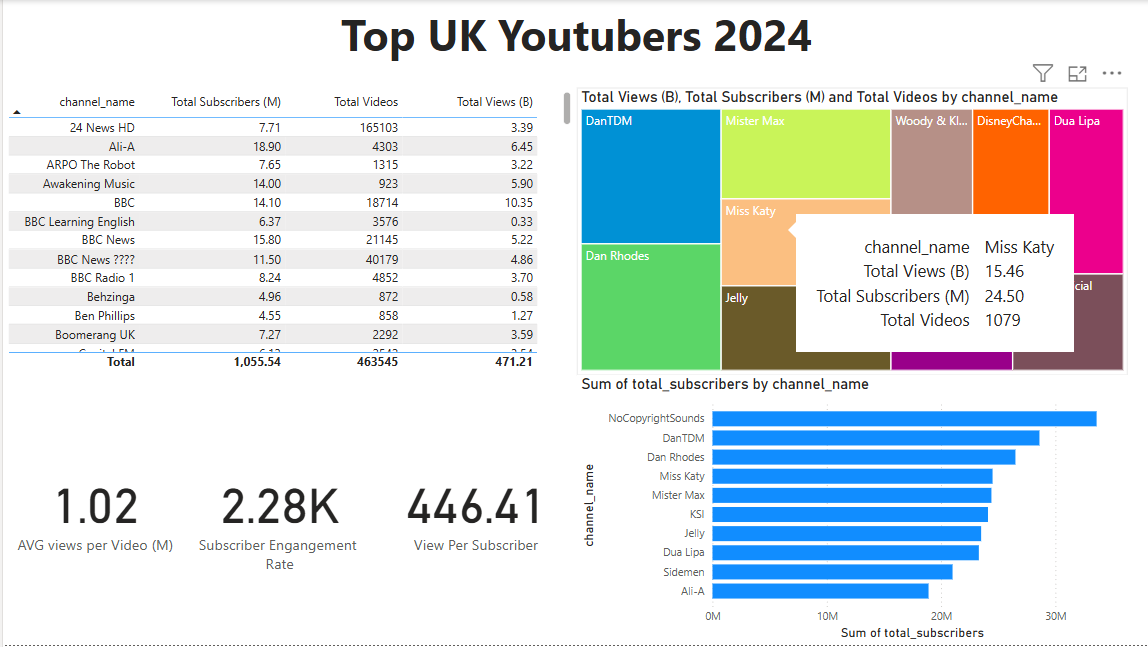 Top UK Youtubers 2024
channel_name Total Subscribers (M) Total Videos Total Views (B)
24 News HD 7.71 165103 3.39
Ali-A 18.90 4303 6.45
ARPO The Robot 7.65 1315 3.22
Awakening Music 14.00 923 5.90
BBC 14.10 18714 10.35
BBC Learning English 6.37 3576 0.33
BBC News 15.80 21145 5.22
BBC News ???? 11.50 40179 4.86
BBC Radio 1 8.24 4852 3.70
Behzinga 4.96 872 0.58
Ben Phillips 4.55 858 1.27
Boomerang UK 7.27 2292 3.59
Total 1,055.54 463545 471.21
Total Views (B), Total Subscribers (M) and Total Videos by channel_name
DanTDM
Mister Max
Woody & Kl...
DisneyCha...
Dua Lipa
Miss Katy
Dan Rhodes
Jelly
cial
channel_name Miss Katy
Total Views (B) 15.46
Total Subscribers (M) 24.50
Total Videos 1079
1.02
AVG views per Video (M)
2.28K
Subscriber Engangement
Rate
446.41
View Per Subscriber
Sum of total_subscribers by channel_name
channel_name
NoCopyrightSounds
DanTDM
Dan Rhodes
Miss Katy
Mister Max
KSI
Jelly
Dua Lipa
Sidemen
Ali-A
0M 10M 20M 30M
Sum of total_subscribers